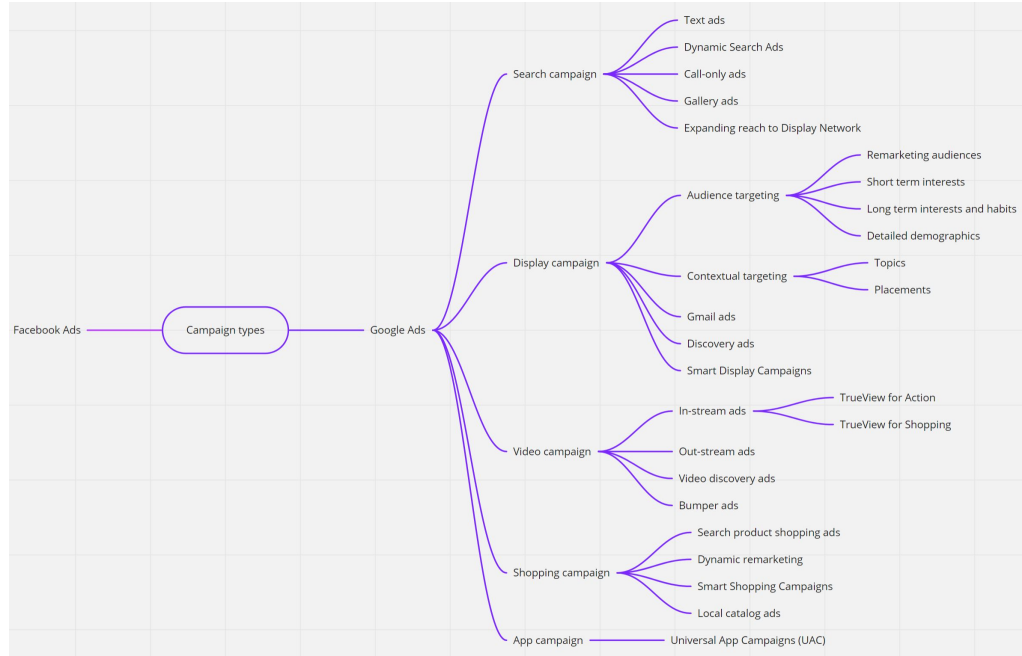 Facebook Ads
Campaign types
Google Ads
Search campaign
Text ads
Dynamic Search Ads
Call-only ads
Gallery ads
Expanding reach to Display Network
Display campaign
Audience targeting
Remarketing audiences
Short term interests
Long term interests and habits
Detailed demographics
Contextual targeting
Topics
Placements
Gmail ads
Discovery ads
Smart Display Campaigns
Video campaign
In-stream ads
TrueView for Action
TrueView for Shopping
Out-stream ads
Video discovery ads
Bumper ads
Shopping campaign
Search product shopping ads
Dynamic remarketing
Smart Shopping Campaigns
Local catalog ads
App campaign
Universal App Campaigns (UAC)